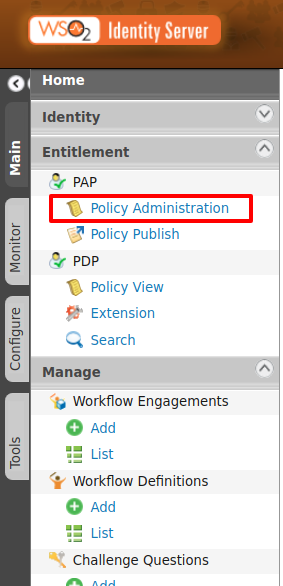 WSO2 Identity Server
Home
Main
Identity
Entitlement
PAP
Policy Administration
Policy Publish
Monitor
PDP
Policy View
Extension
Search
Configure
Manage
Workflow Engagements
Add
List
Tools
Workflow Definitions
Add
List
Challenge Questions
Add